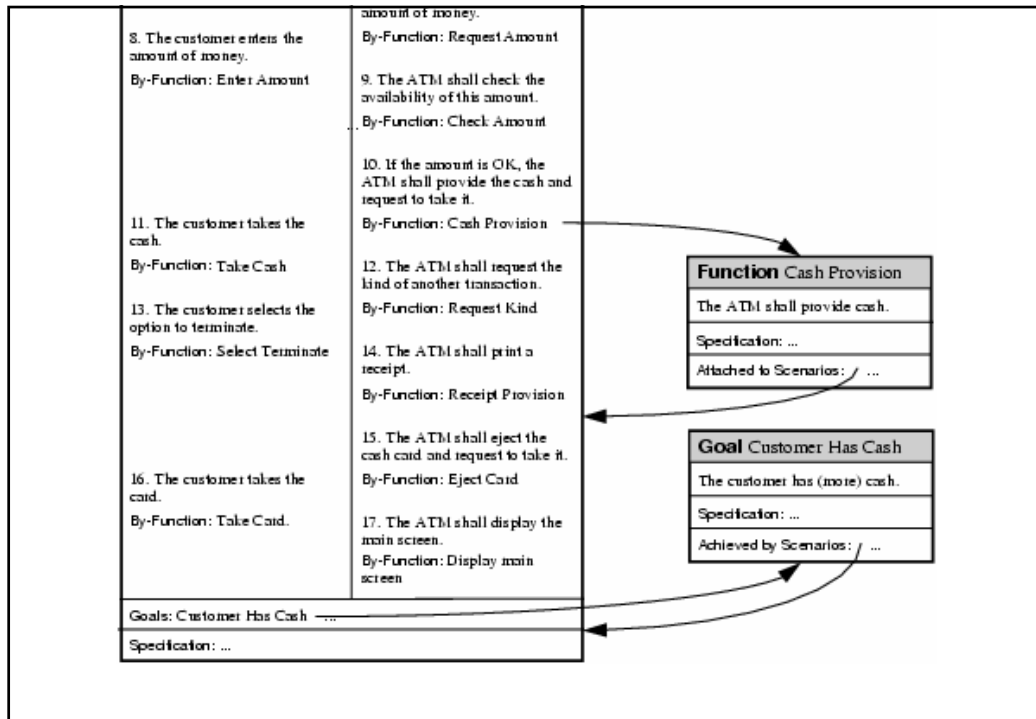 amount of money.
By-Function: Request Amount
8. The customer enters the
amount of money.
By-Function: Enter Amount
9. The ATM shall check the
availability of this amount.
... By-Function: Check Amount
10. If the amount is OK, the
ATM shall provide the cash and
request to take it.
By-Function: Cash Provision
11. The customer takes the
cash.
By-Function: Take Cash
12. The ATM shall request the
kind of another transaction.
By-Function: Request Kind
13. The customer selects the
option to terminate.
By-Function: Select Terminate
14. The ATM shall print a
receipt.
By-Function: Receipt Provision
15. The ATM shall eject the
cash card and request to take it.
By-Function: Eject Card
16. The customer takes the
card.
By-Function: Take Card.
17. The ATM shall display the
main screen.
By-Function: Display main
screen
Goals: Customer Has Cash ...
Specification: ...
Function Cash Provision
The ATM shall provide cash.
Specification: ...
Attached to Scenarios: ...
Goal Customer Has Cash
The customer has (more) cash.
Specification: ...
Achieved by Scenarios: ...